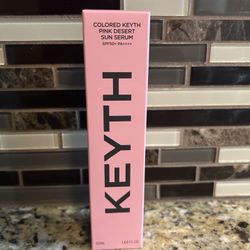 COLORED KEYTH
PINK DESERT
SUN SERUM
SPF50+ PA++++
KEYTH
50ML 1.69 FL.OZ